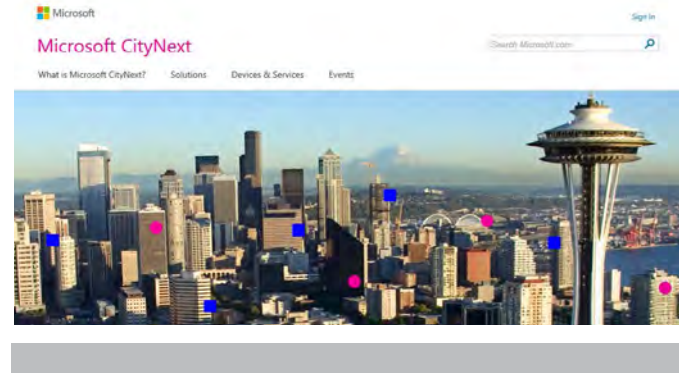 Microsoft
Sign In
Microsoft CityNext
Search Microsoft.com
What is Microsoft CityNext? Solutions Devices & Services Events